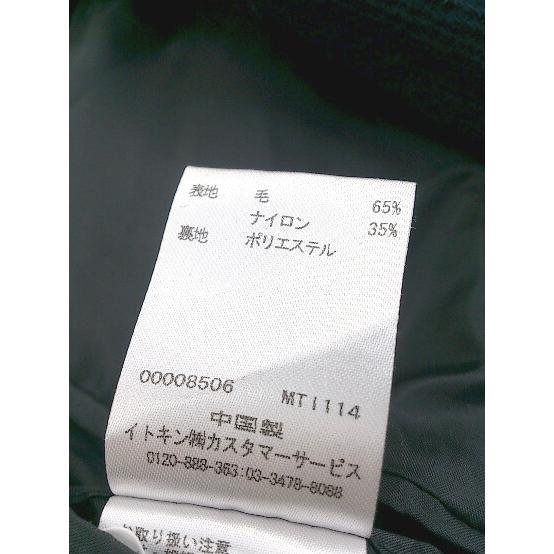 表地 毛 65%
ナイロン 35%
裏地 ポリエステル
00008506 MT1114
中国製
イトキン㈱カスタマーサービス
0120-888-363:03-3478-8088
お取り扱い注意